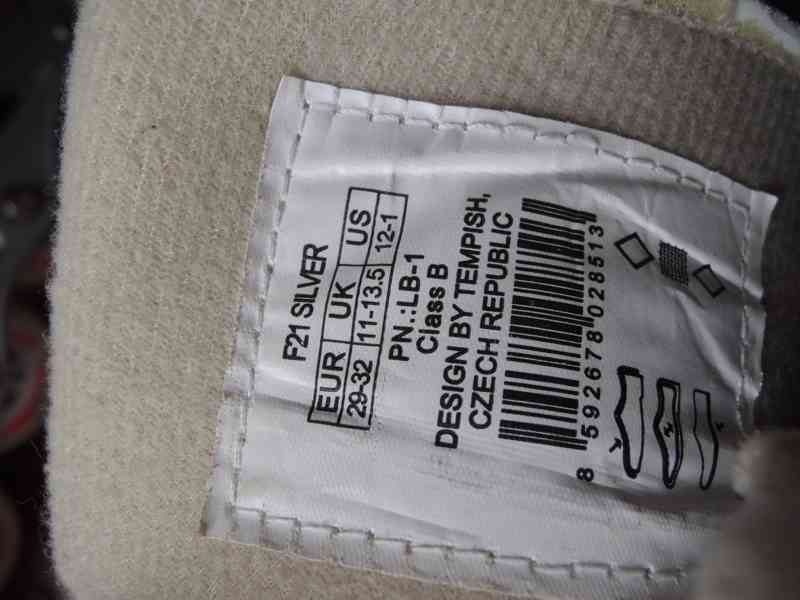 F21 SILVER
EUR UK US
29-32 11-13.5 12-1
PN.:LB-1
Class B
DESIGN BY TEMPISH,
CZECH REPUBLIC
8 592678 028513